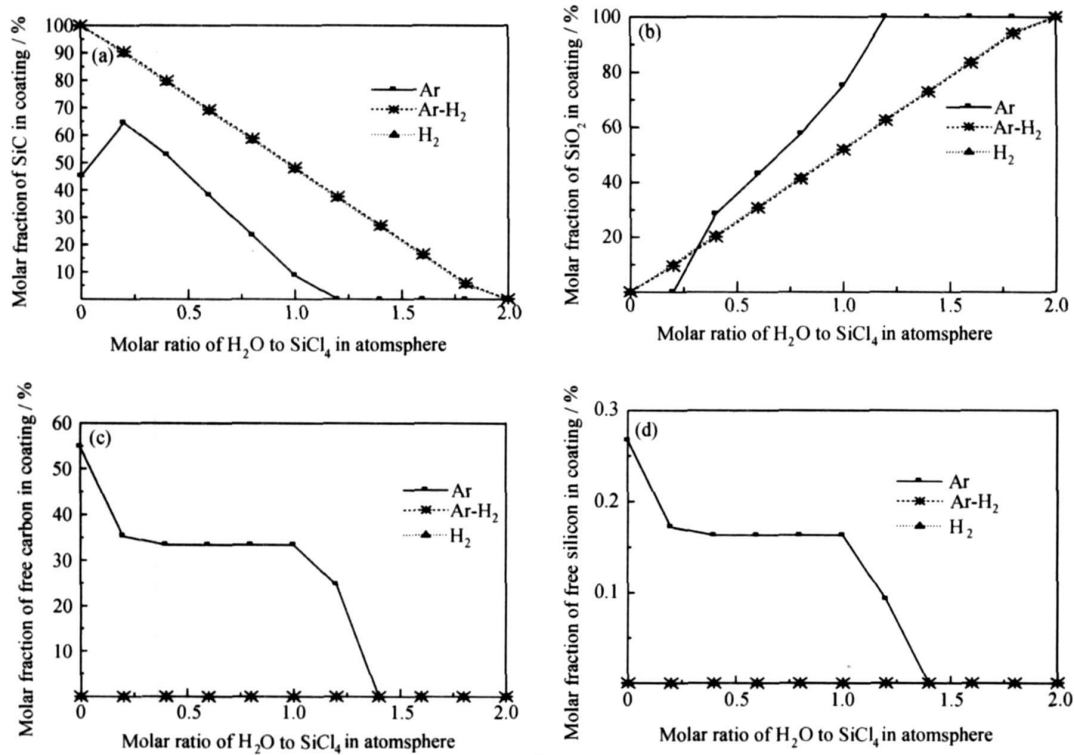 (a)
Molar fraction of SiC in coating / %
100
90
80
70
60
50
40
30
20
10
Ar
Ar-H₂
H₂
0 0.5 1.0 1.5 2.0
Molar ratio of H₂O to SiCl₄ in atomsphere
(b)
Molar fraction of SiO₂ in coating / %
100
80
60
40
20
Ar
Ar-H₂
H₂
0 0.5 1.0 1.5 2.0
Molar ratio of H₂O to SiCl₄ in atomsphere
(c)
Molar fraction of free carbon in coating / %
60
50
40
30
20
10
Ar
Ar-H₂
H₂
0 0.5 1.0 1.5 2.0
Molar ratio of H₂O to SiCl₄ in atomsphere
(d)
Molar fraction of free silicon in coating / %
0.3
0.2
0.1
Ar
Ar-H₂
H₂
0 0.5 1.0 1.5 2.0
Molar ratio of H₂O to SiCl₄ in atomsphere